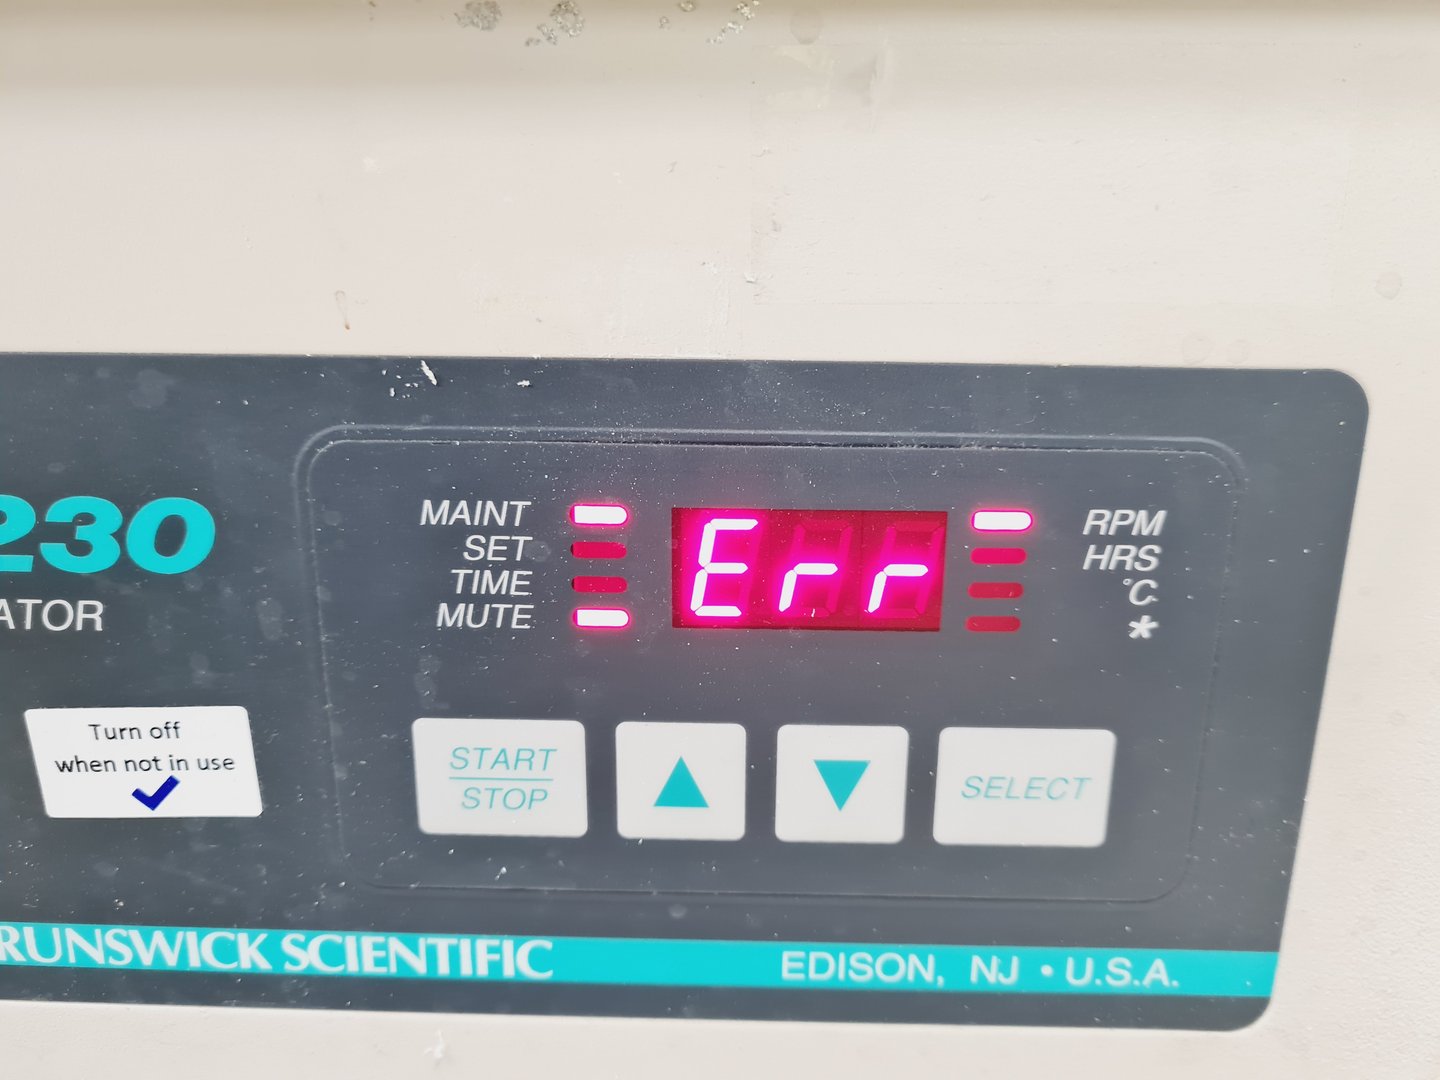 230
ATOR
MAINT
SET
TIME
MUTE
Err
RPM
HRS
°C
*
Turn off
when not in use
START
STOP
SELECT
RUNSWICK SCIENTIFIC
EDISON, NJ • U.S.A.